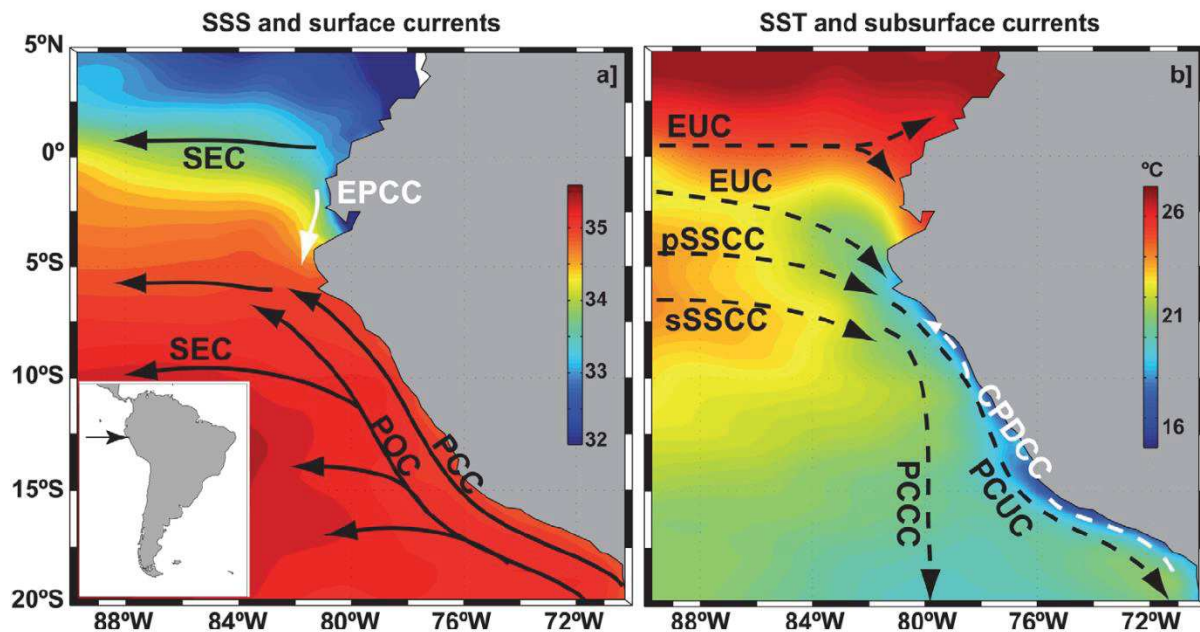 SSS and surface currents
SST and subsurface currents
5ºN
0º
5ºS
10ºS
15ºS
20ºS
a]
SEC
EPCC
SEC
POC
PCC
35
34
33
32
88ºW
84ºW
80ºW
76ºW
72ºW
b]
EUC
EUC
pSSCC
sSSCC
PCCC
PCUC
CPDCC
ºC
26
21
16
88ºW
84ºW
80ºW
76ºW
72ºW